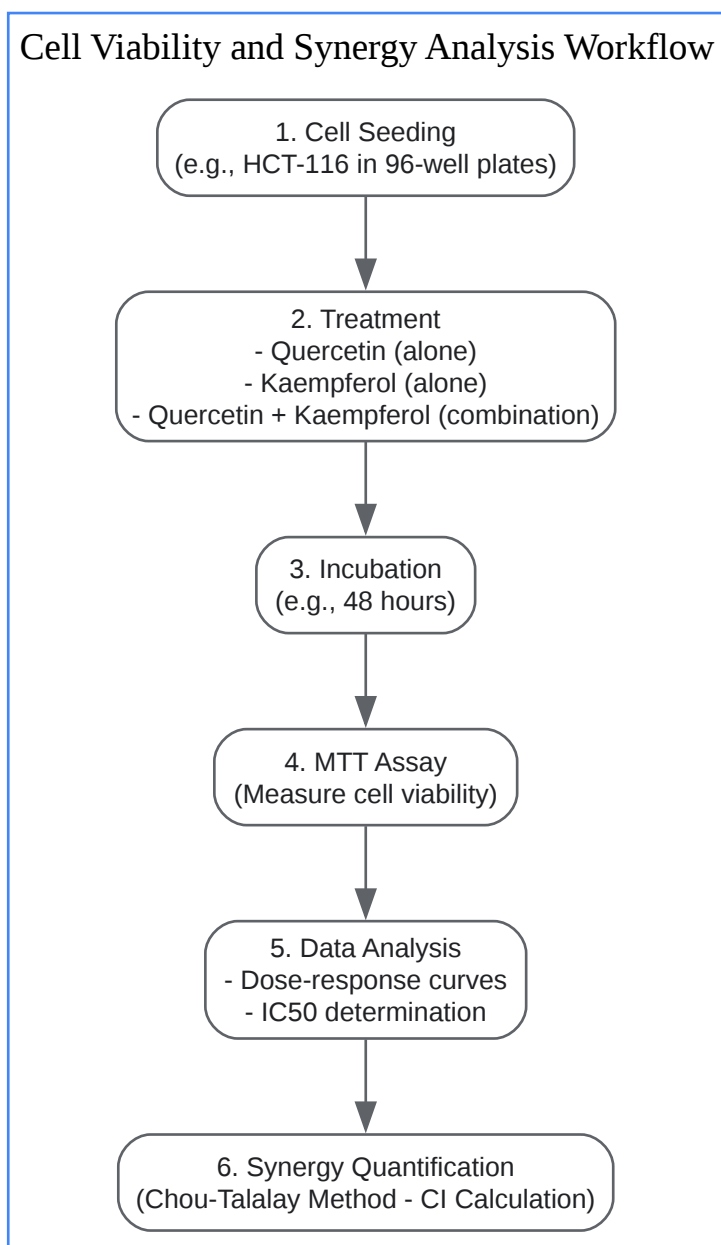 Cell Viability and Synergy Analysis Workflow
1. Cell Seeding
(e.g., HCT-116 in 96-well plates)
2. Treatment
- Quercetin (alone)
- Kaempferol (alone)
- Quercetin + Kaempferol (combination)
3. Incubation
(e.g., 48 hours)
4. MTT Assay
(Measure cell viability)
5. Data Analysis
- Dose-response curves
- IC50 determination
6. Synergy Quantification
(Chou-Talalay Method - CI Calculation)